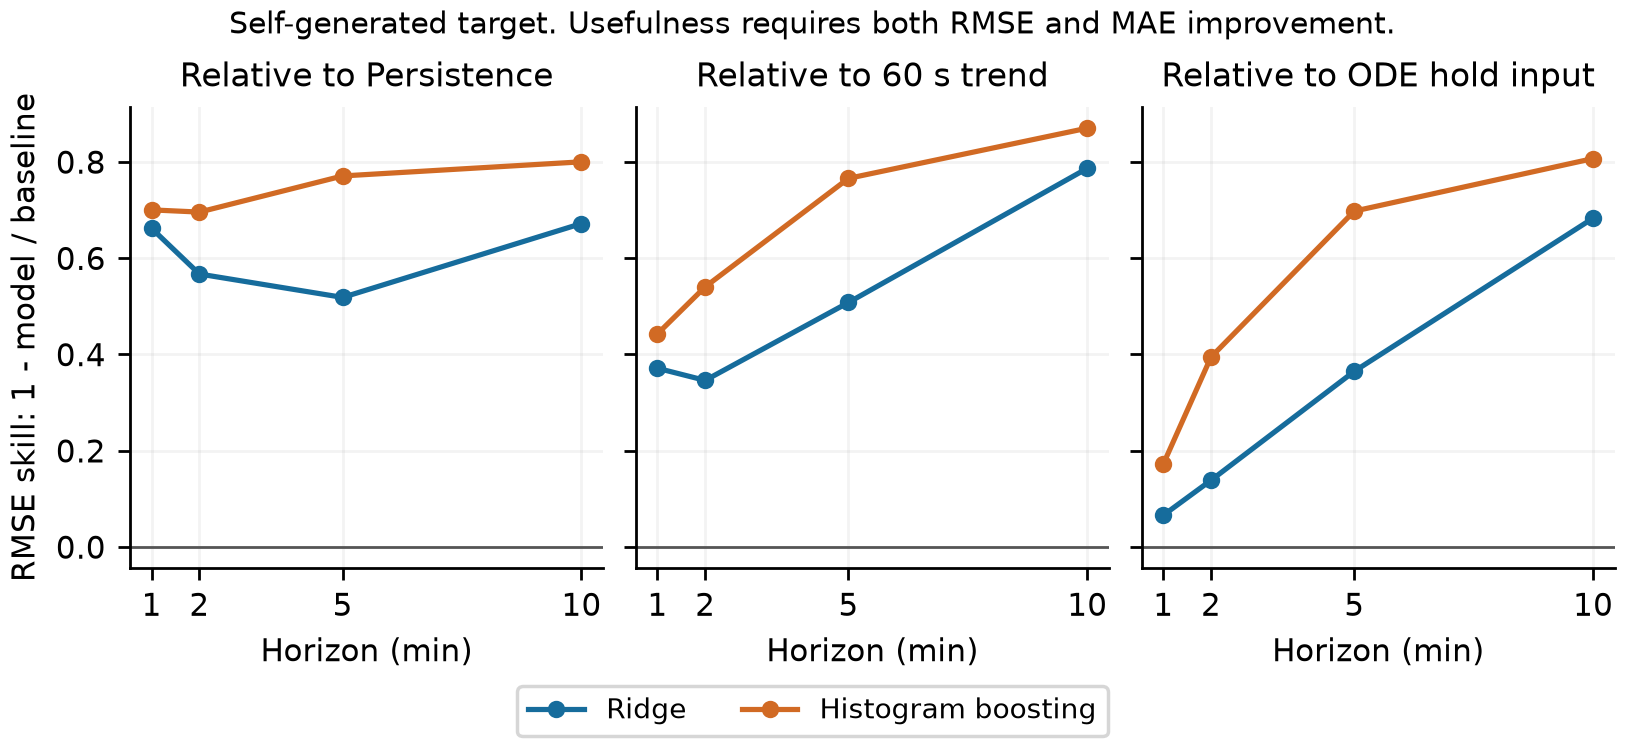 Self-generated target. Usefulness requires both RMSE and MAE improvement.
Relative to Persistence
Relative to 60 s trend
Relative to ODE hold input
RMSE skill: 1 - model / baseline
0.8
0.6
0.4
0.2
0.0
1 2 5 10
1 2 5 10
1 2 5 10
Horizon (min)
Horizon (min)
Horizon (min)
Ridge
Histogram boosting